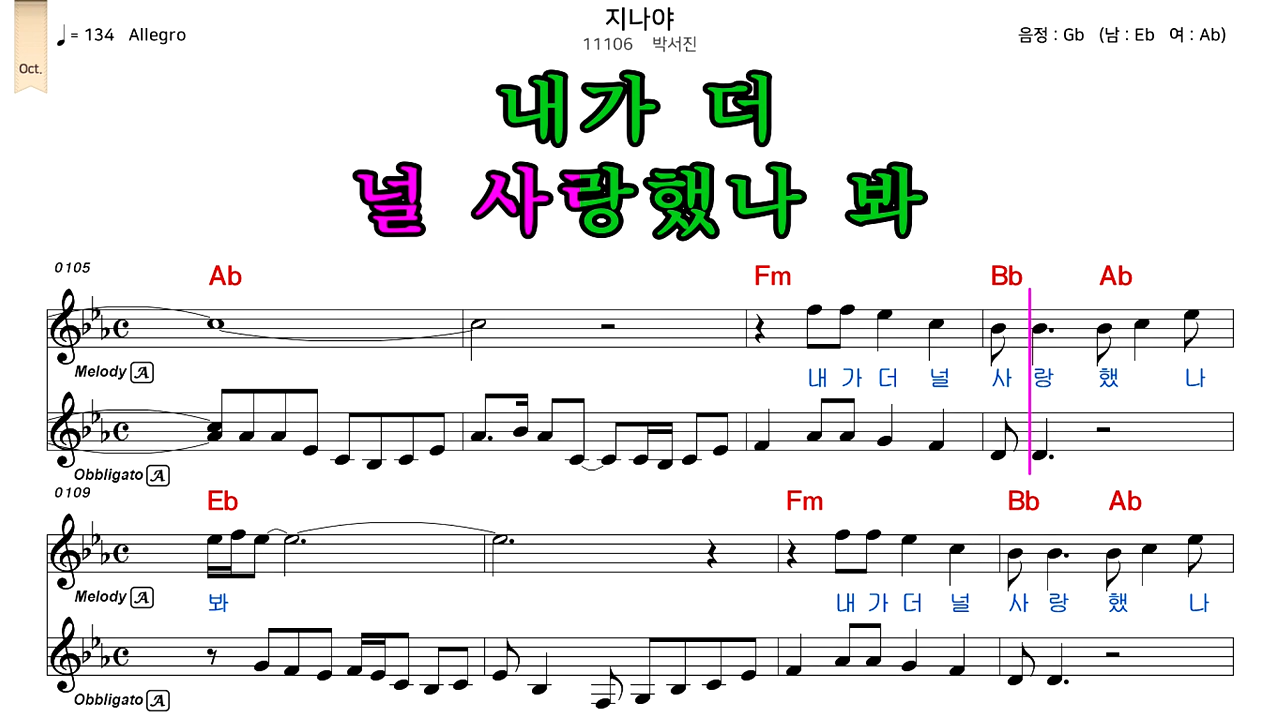 지나야
♩= 134 Allegro
음정 : Gb (남 : Eb 여 : Ab)
11106 박서진
Oct.
내가 더
널 사랑했나 봐
0105
Ab Fm Bb Ab
Melody A
내 가 더 널 사 랑 했 나
Obbligato A
0109
Eb Fm Bb Ab
Melody A
봐 내 가 더 널 사 랑 했 나
Obbligato A